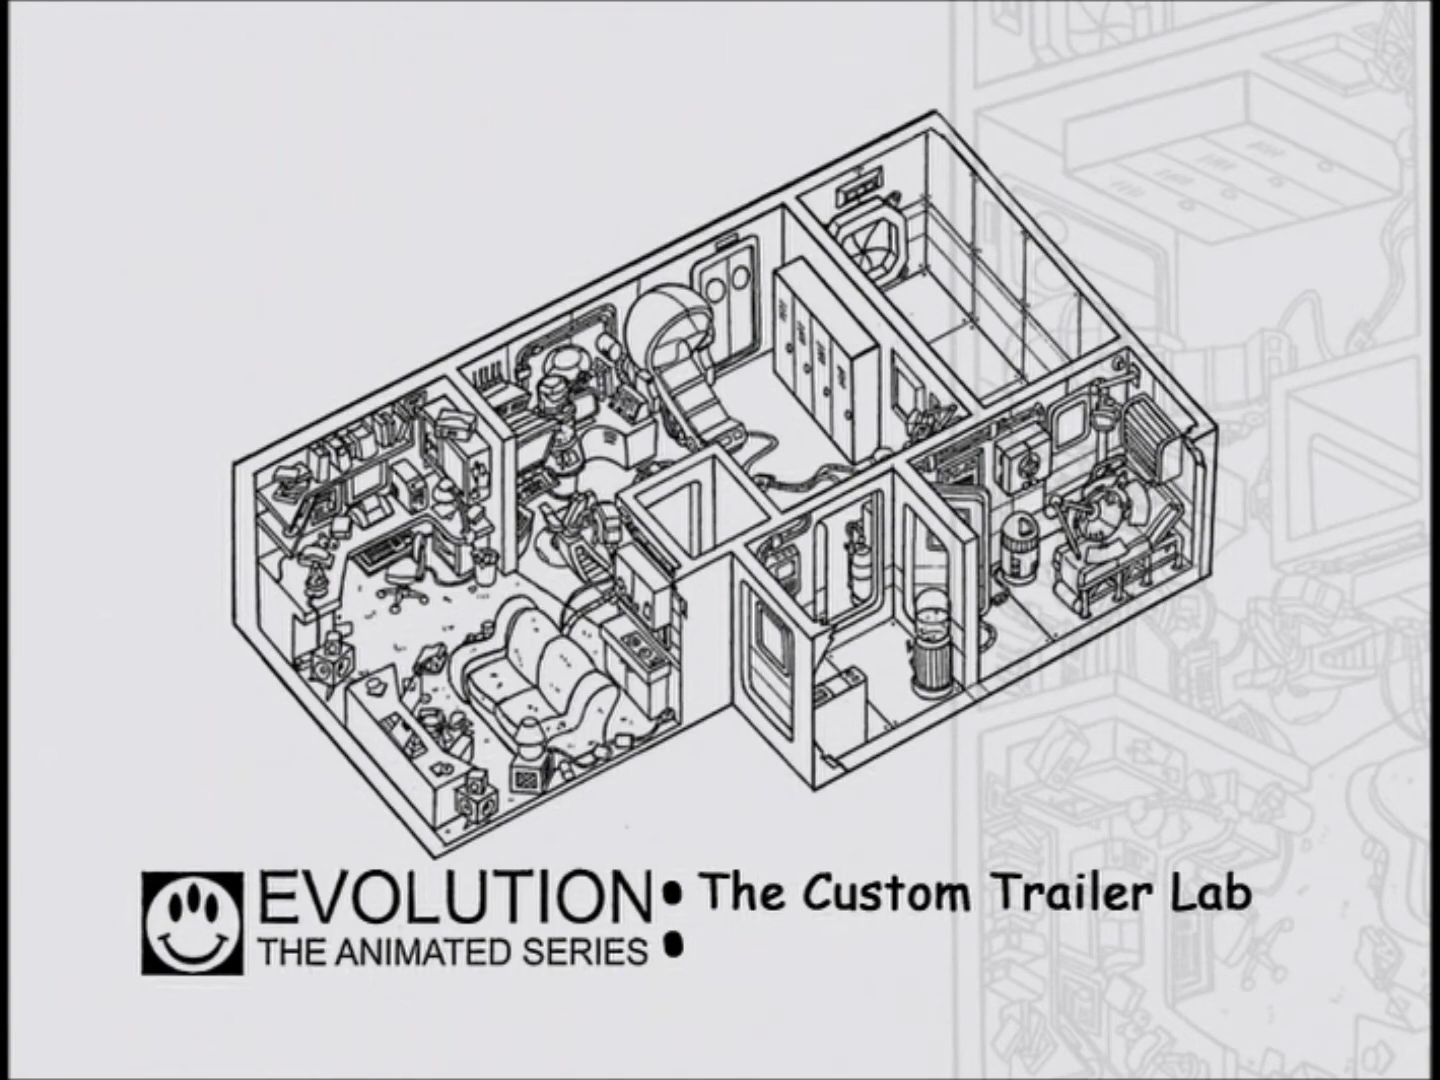 EVOLUTION: The Custom Trailer Lab
THE ANIMATED SERIES